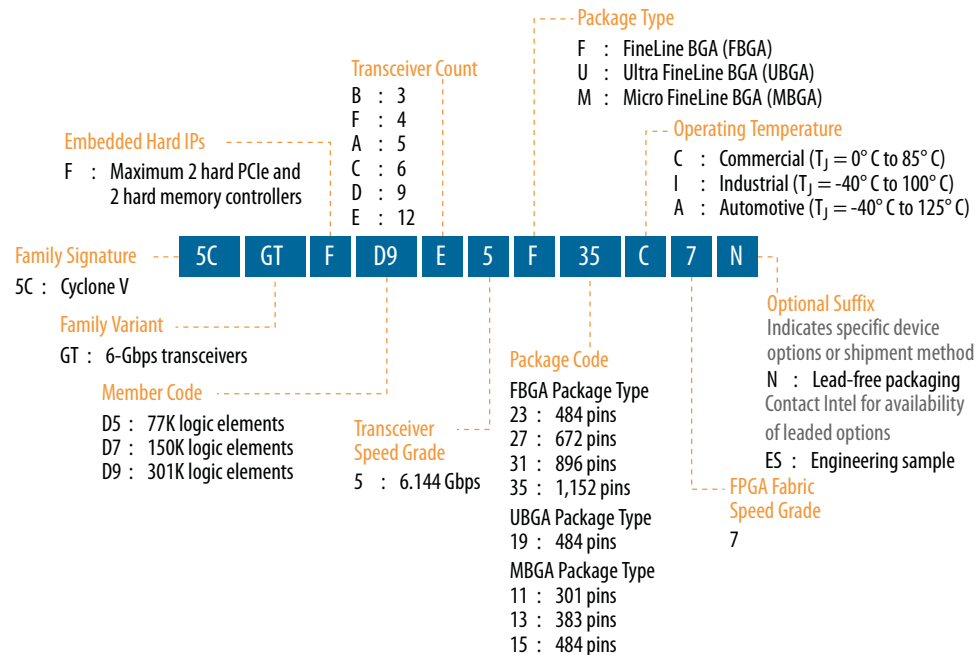 Package Type
F : FineLine BGA (FBGA)
U : Ultra FineLine BGA (UBGA)
M : Micro FineLine BGA (MBGA)
Transceiver Count
B : 3
F : 4
A : 5
C : 6
D : 9
E : 12
Embedded Hard IPs
F : Maximum 2 hard PCIe and
2 hard memory controllers
Operating Temperature
C : Commercial (TJ = 0° C to 85° C)
I : Industrial (TJ = -40° C to 100° C)
A : Automotive (TJ = -40° C to 125° C)
5C GT F D9 E 5 F 35 C 7 N
Family Signature
5C : Cyclone V
Family Variant
GT : 6-Gbps transceivers
Member Code
D5 : 77K logic elements
D7 : 150K logic elements
D9 : 301K logic elements
Transceiver
Speed Grade
5 : 6.144 Gbps
Package Code
FBGA Package Type
23 : 484 pins
27 : 672 pins
31 : 896 pins
35 : 1,152 pins
UBGA Package Type
19 : 484 pins
MBGA Package Type
11 : 301 pins
13 : 383 pins
15 : 484 pins
Optional Suffix
Indicates specific device
options or shipment method
N : Lead-free packaging
Contact Intel for availability
of leaded options
ES : Engineering sample
FPGA Fabric
Speed Grade
7